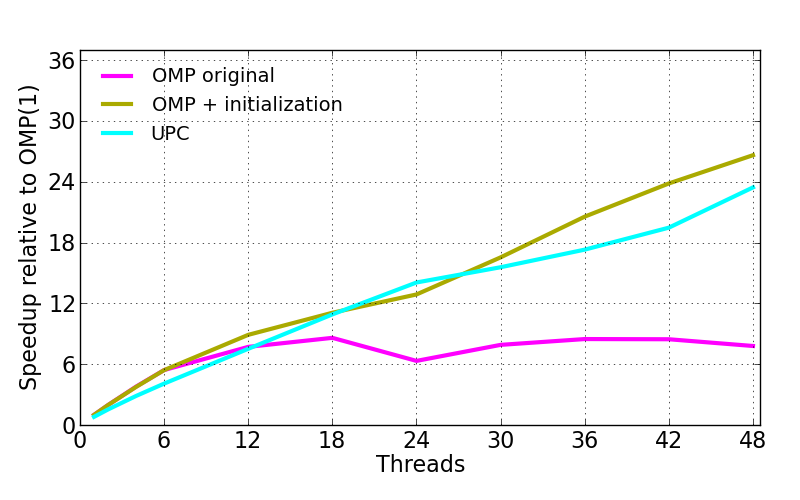 36
30
24
18
12
6
0
Speedup relative to OMP(1)
OMP original
OMP + initialization
UPC
0 6 12 18 24 30 36 42 48
Threads